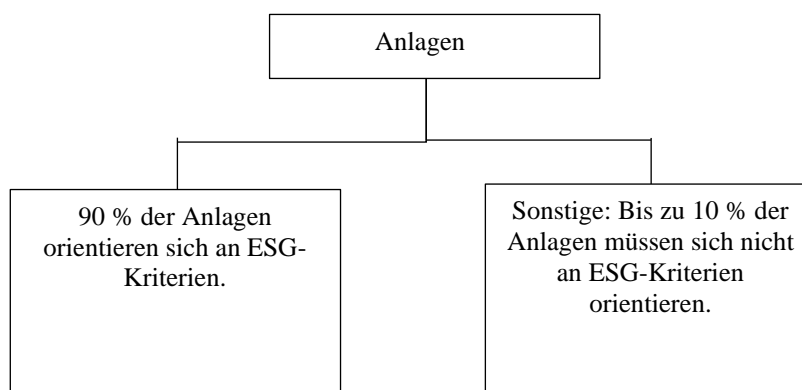 Anlagen
90 % der Anlagen
orientieren sich an ESG-
Kriterien.
Sonstige: Bis zu 10 % der
Anlagen müssen sich nicht
an ESG-Kriterien
orientieren.